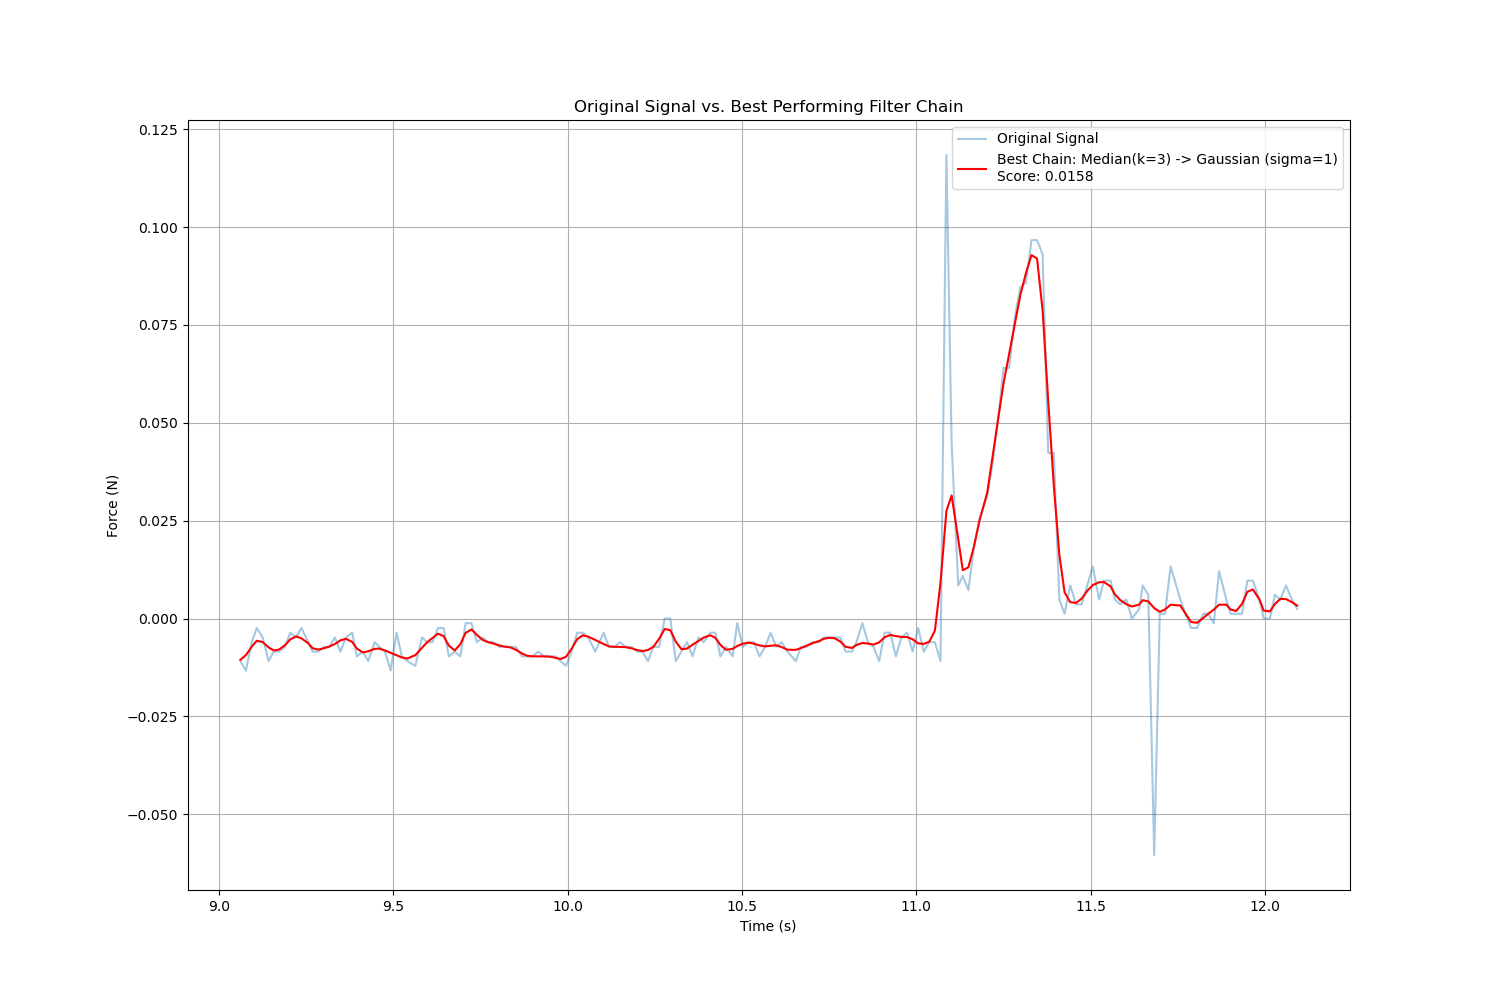 Original Signal vs. Best Performing Filter Chain
Original Signal
Best Chain: Median(k=3) -> Gaussian (sigma=1)
Score: 0.0158
0.125
0.100
0.075
0.050
0.025
0.000
−0.025
−0.050
Force (N)
9.0 9.5 10.0 10.5 11.0 11.5 12.0
Time (s)